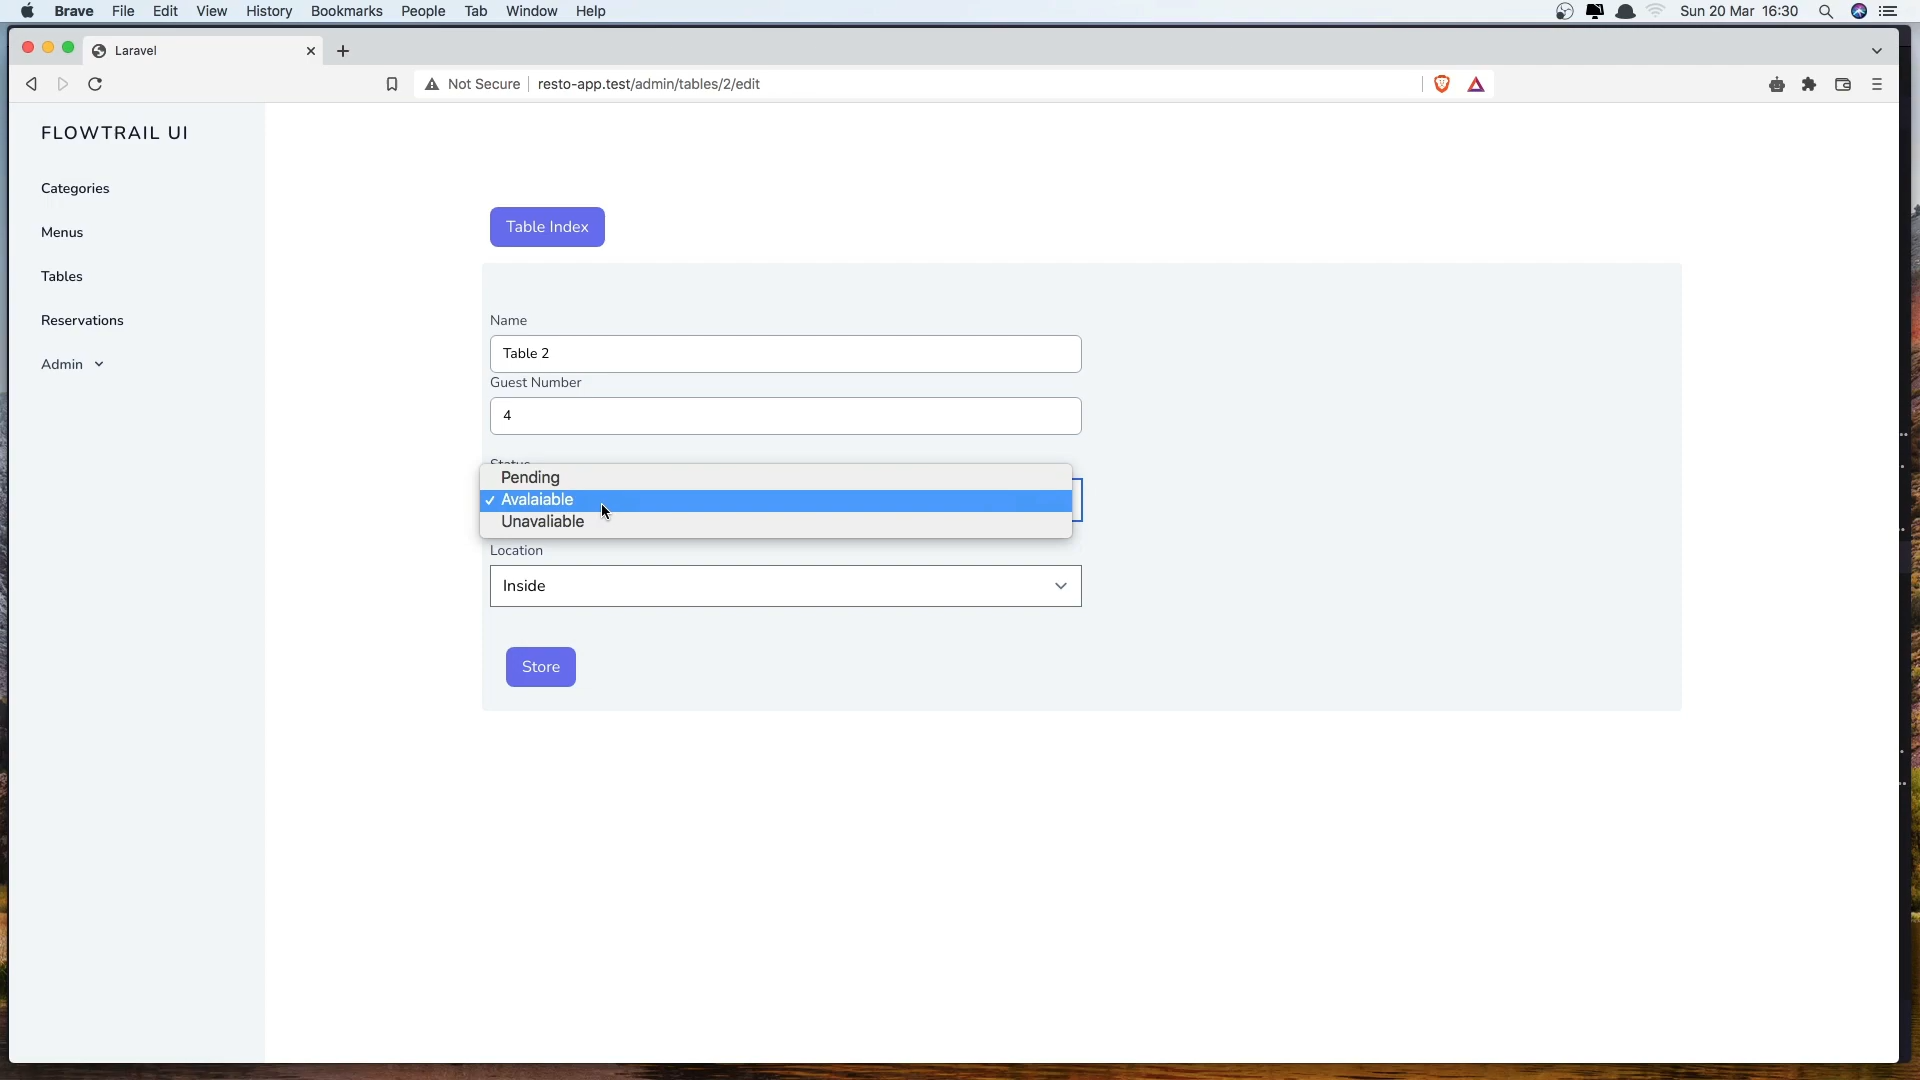 Brave File Edit View History Bookmarks People Tab Window Help Sun 20 Mar 16:30
Laravel
Not Secure resto-app.test/admin/tables/2/edit
FLOWTRAIL UI
Categories
Menus
Tables
Reservations
Admin
Table Index
Name
Table 2
Guest Number
4
Status
Pending
✓ Avalaiable
Unavaliable
Location
Inside
Store